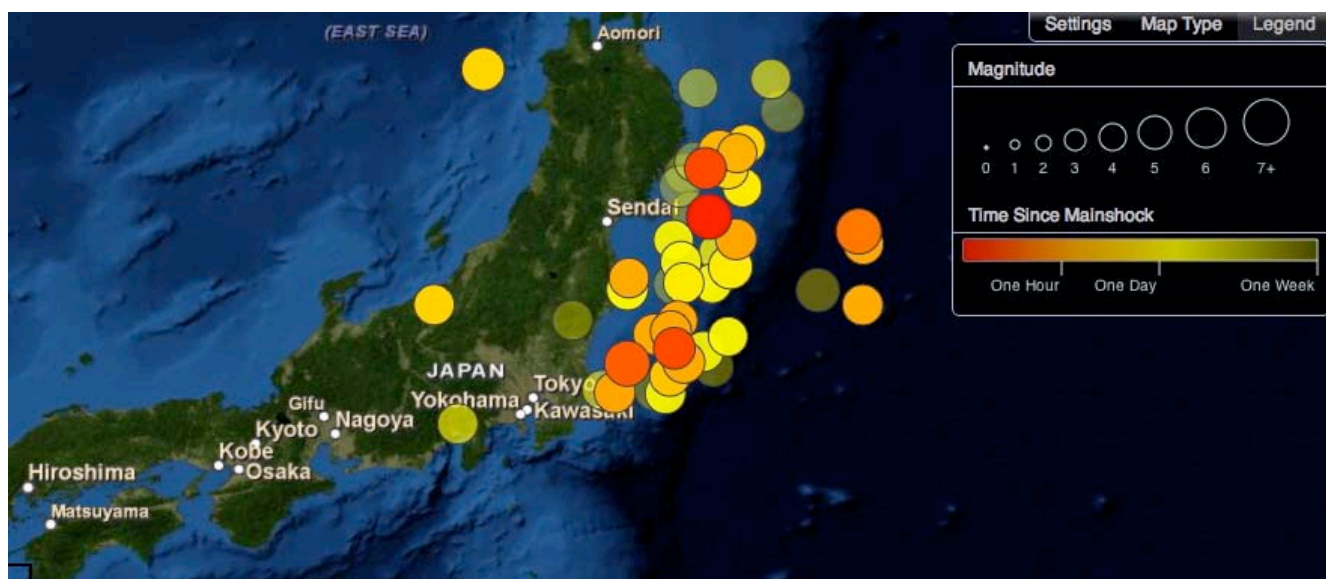 (EAST SEA)
Aomori
Settings Map Type Legend
Magnitude
0 1 2 3 4 5 6 7+
Time Since Mainshock
One Hour One Day One Week
Sendai
JAPAN
Tokyo
Yokohama
Kawasaki
Gifu
Nagoya
Kyoto
Kobe
Osaka
Hiroshima
Matsuyama